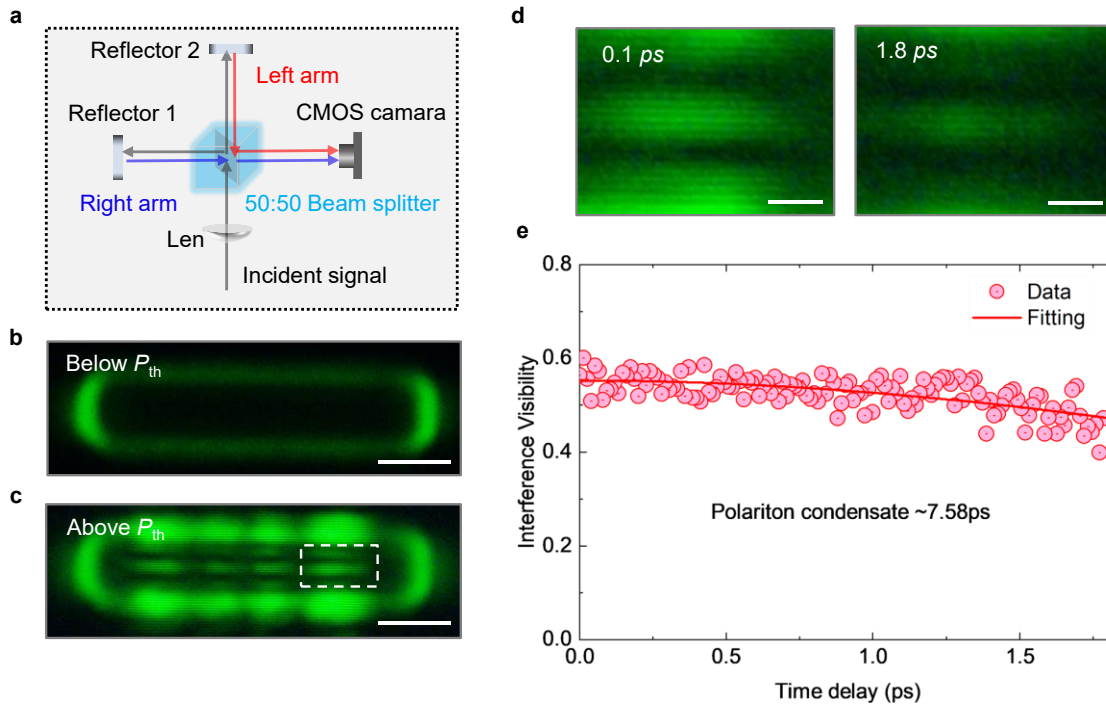 a
Reflector 2
Left arm
Reflector 1
CMOS camara
Right arm
50:50 Beam splitter
Len
Incident signal
b
Below Pth
c
Above Pth
d
0.1 ps
1.8 ps
e
0.8
0.6
0.4
0.2
0.0
Interference Visibility
Data
Fitting
Polariton condensate ~7.58ps
0.0
0.5
1.0
1.5
Time delay (ps)